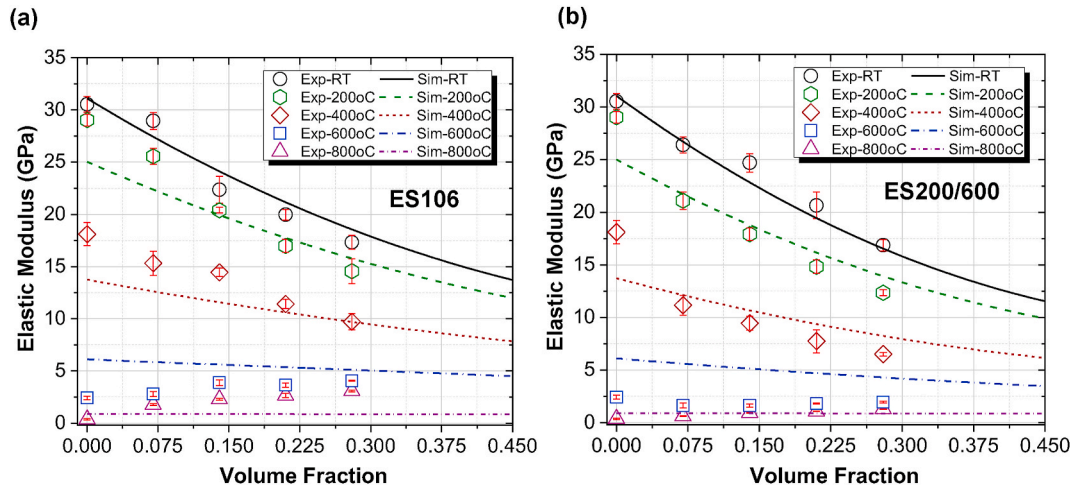 (a)
Elastic Modulus (GPa)
35
30
25
20
15
10
5
0
Exp-RT Sim-RT
Exp-200oC Sim-200oC
Exp-400oC Sim-400oC
Exp-600oC Sim-600oC
Exp-800oC Sim-800oC
ES106
0.000 0.075 0.150 0.225 0.300 0.375 0.450
Volume Fraction
(b)
Elastic Modulus (GPa)
35
30
25
20
15
10
5
0
Exp-RT Sim-RT
Exp-200oC Sim-200oC
Exp-400oC Sim-400oC
Exp-600oC Sim-600oC
Exp-800oC Sim-800oC
ES200/600
0.000 0.075 0.150 0.225 0.300 0.375 0.450
Volume Fraction